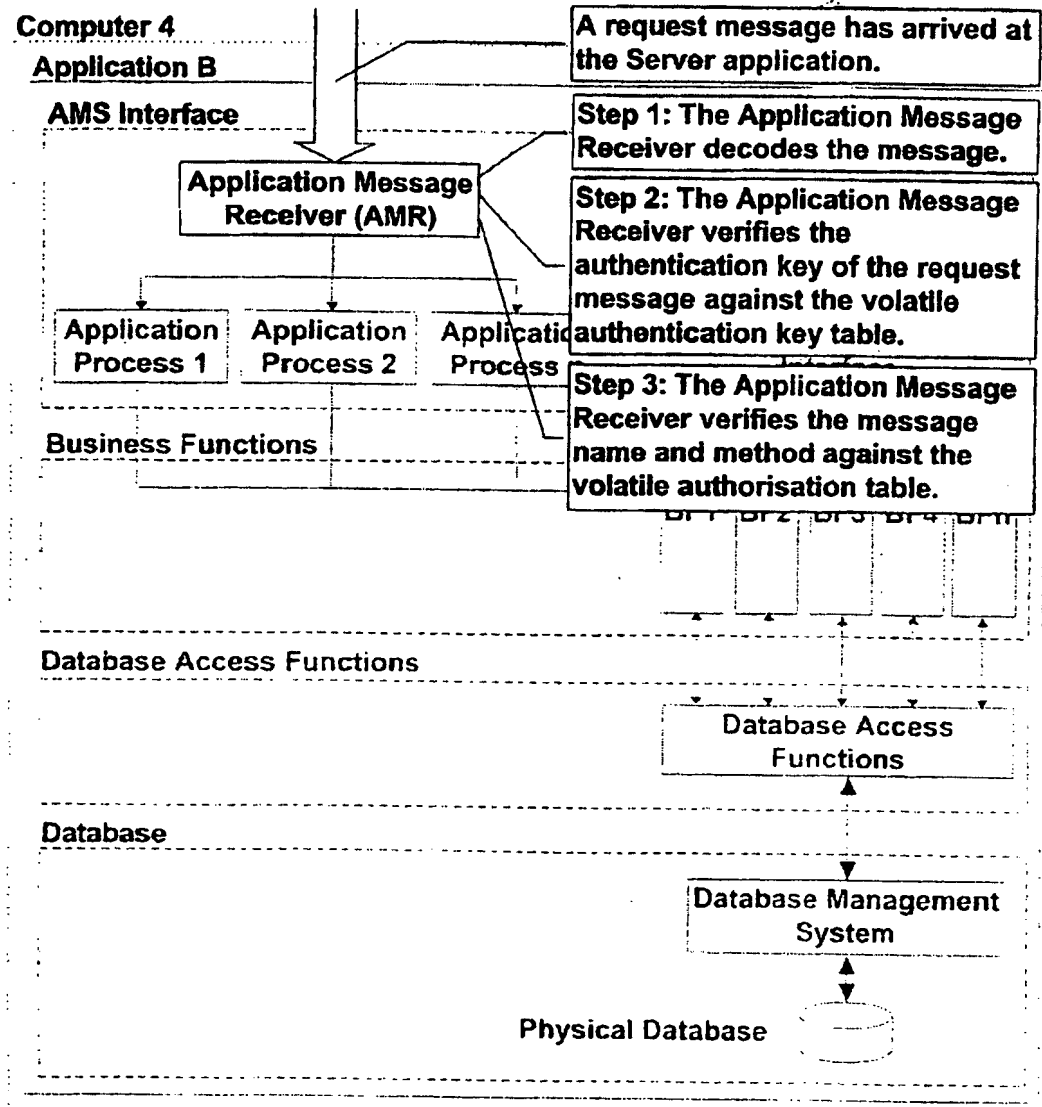 Computer 4
A request message has arrived at
the Server application.
Application B
AMS Interface
Step 1: The Application Message
Receiver decodes the message.
Application Message
Receiver (AMR)
Step 2: The Application Message
Receiver verifies the
authentication key of the request
message against the volatile
authentication key table.
Application
Process 1
Application
Process 2
Process
Step 3: The Application Message
Receiver verifies the message
name and method against the
volatile authorisation table.
Business Functions
Database Access Functions
Database Access
Functions
Database
Database Management
System
Physical Database